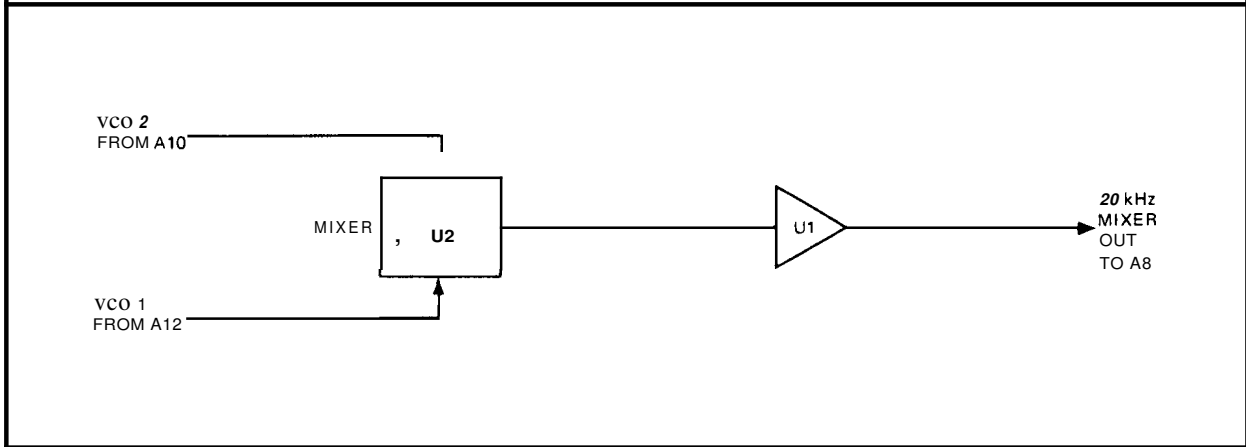 VCO 2
FROM A10
MIXER , U2
U1
20 kHz
MIXER
OUT
TO A8
VCO 1
FROM A12